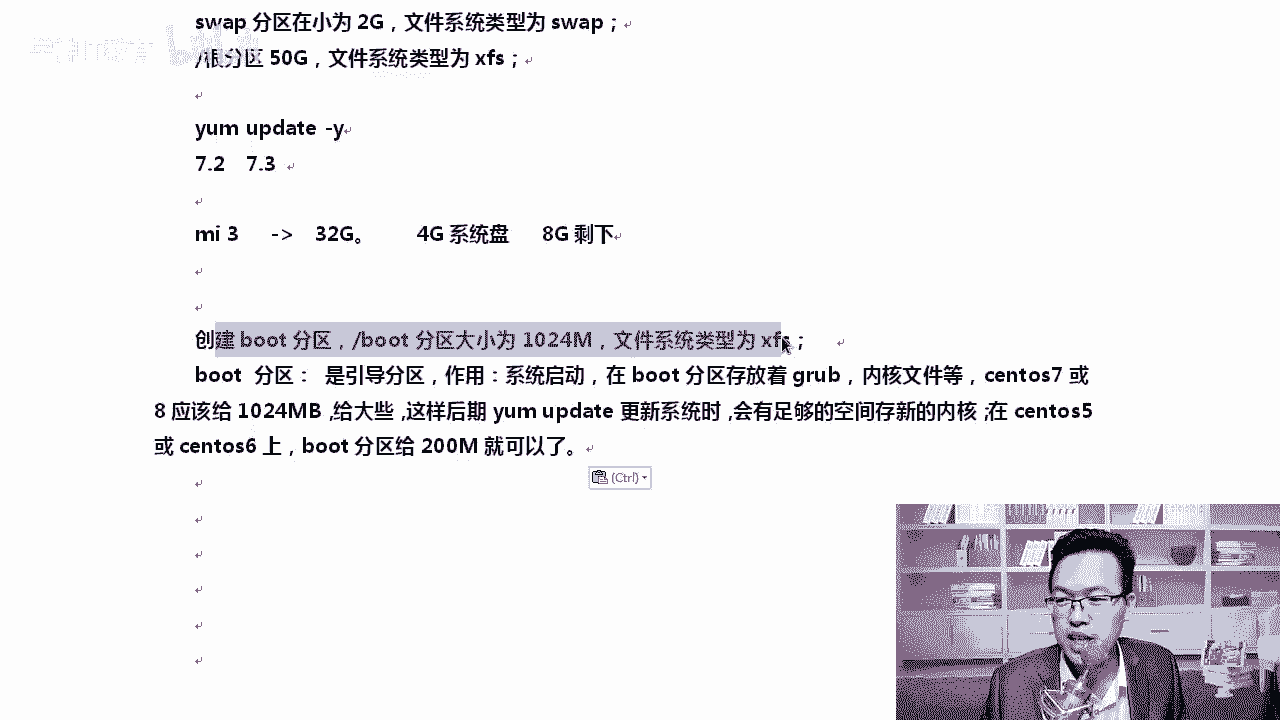 swap 分区在小为 2G，文件系统类型为 swap；
/根分区 50G，文件系统类型为 xfs；
yum update -y
7.2 7.3
mi 3 -> 32G。 4G 系统盘 8G 剩下
创建 boot 分区，/boot 分区大小为 1024M，文件系统类型为 xfs；
boot 分区： 是引导分区，作用：系统启动，在 boot 分区存放着 grub，内核文件等，centos7 或
8 应该给 1024MB ,给大些 ,这样后期 yum update 更新系统时 ,会有足够的空间存新的内核 ;在 centos5
或 centos6 上，boot 分区给 200M 就可以了。
(Ctrl)